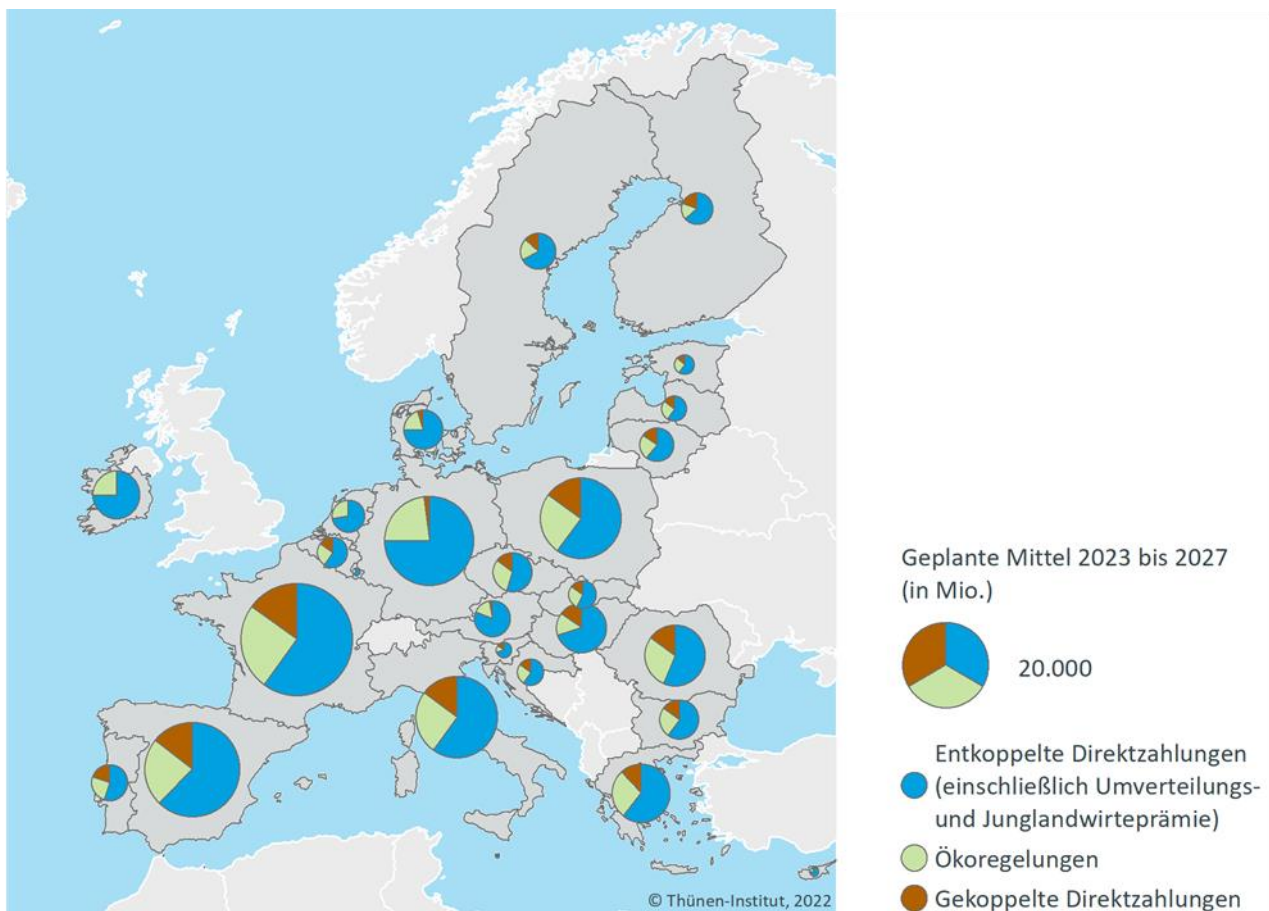 Geplante Mittel 2023 bis 2027
(in Mio.)
20.000
Entkoppelte Direktzahlungen
(einschließlich Umverteilungs-
und Junglandwirteprämie)
Ökoregelungen
Gekoppelte Direktzahlungen
© Thünen-Institut, 2022